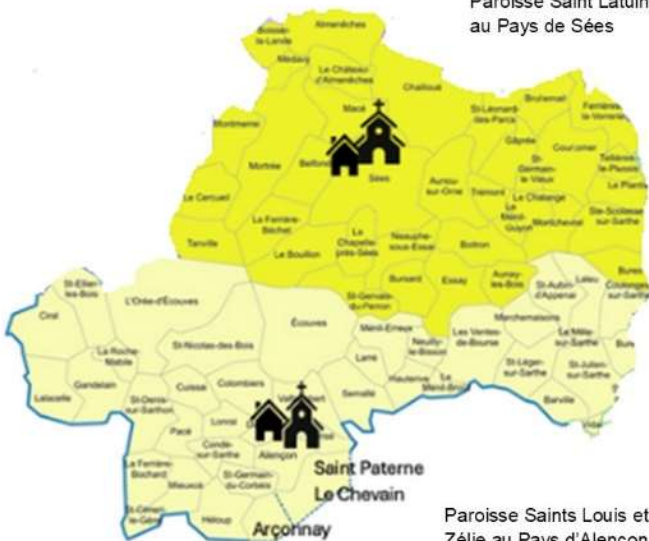 Paroisse Saint Latuin
au Pays de Sées
Almenêches
Boissei-
la-Lande
Médavy
Le Château
d'Almenêches
Chailloué
Macé
St-Léonard
des-Parcs
Brullemail
Ferrières
la-Verrerie
Montmerrei
Gâprée
Courtomer
Mortrée
Belfond
Sées
St-
Germain-
le-Vieux
Tellières
le-Plessis
Aunou-
sur-Orne
Trémont
Le Plantis
Le Cercueil
Le Chalange
Le
Ménil-
Guyon
Montchevrel
Ste-Scolasse
sur-Sarthe
La Ferrière-
Béchet
La
Chapelle
près-Sées
Neauphe-
sous-Essai
Boitron
Tanville
Le Bouillon
Bursard
Essay
Aunay-
les-Bois
Bures
St-Gervais-
du-Perron
St-Ellier-
les-Bois
L'Orée-d'Écouves
St-Aubin-
d'Appenai
Laleu
Coulonges
sur-Sarthe
Ciral
Écouves
Ménil-Erreux
Marchemaisons
Les Ventes-
de-Bourse
Le Mêle-
sur-Sarthe
La Roche-
Mabile
St-Nicolas-des-Bois
Larré
Neuilly-
le-Bisson
Gandelain
Cuissai
Colombiers
Hauterive
Le
Ménil-Broût
St-Léger-
sur-Sarthe
St-Julien-
sur-Sarthe
Lalacelle
St-Denis-
sur-Sarthon
Semallé
Barville
Pacé
Lonrai
Vidai
Condé-
sur-Sarthe
Alençon
La Ferrière-
Bochard
Mieuxcé
St-Germain-
du-Corbéis
Saint Paterne
Le Chevain
St-Céneri
le-Gérei
Héloup
Arçonnay
Paroisse Saints Louis et
Zélie au Pays d'Alençon